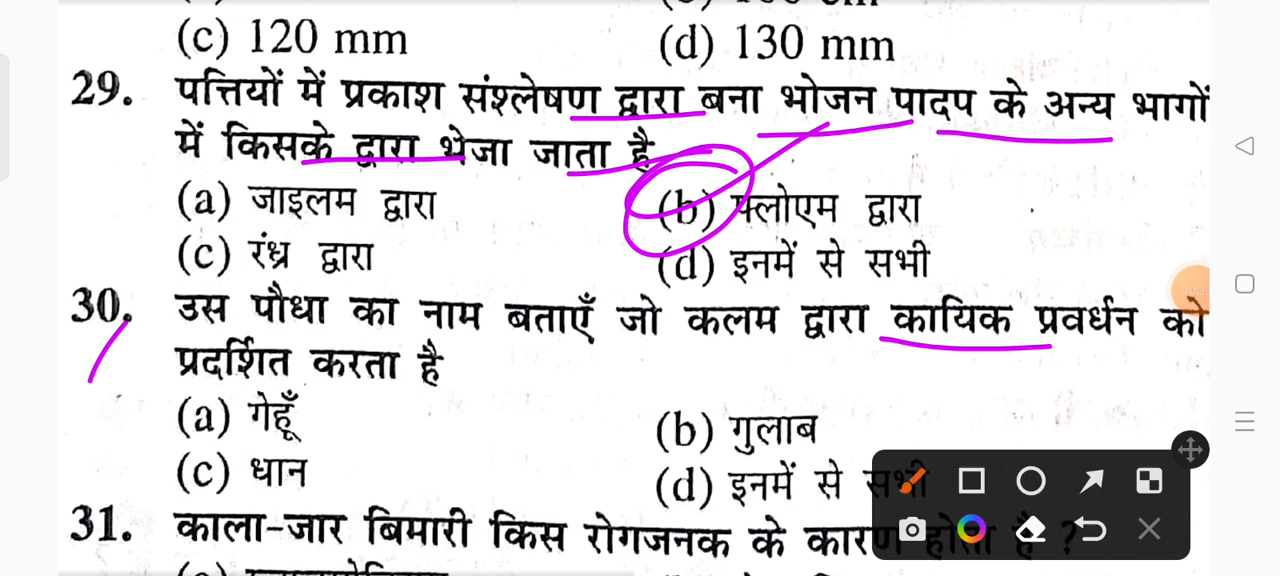 (c) 120 mm
(d) 130 mm
29. पत्तियों में प्रकाश संश्लेषण द्वारा बना भोजन पादप के अन्य भागों
में किसके द्वारा भेजा जाता है
(a) जाइलम द्वारा
(b) फ्लोएम द्वारा
(c) रंध्र द्वारा
(d) इनमें से सभी
30. उस पौधा का नाम बताएँ जो कलम द्वारा कायिक प्रवर्धन को
प्रदर्शित करता है
(a) गेहूँ
(b) गुलाब
(c) धान
(d) इनमें से सभी
31. काला-जार बिमारी किस रोगजनक के कारण होता है ?